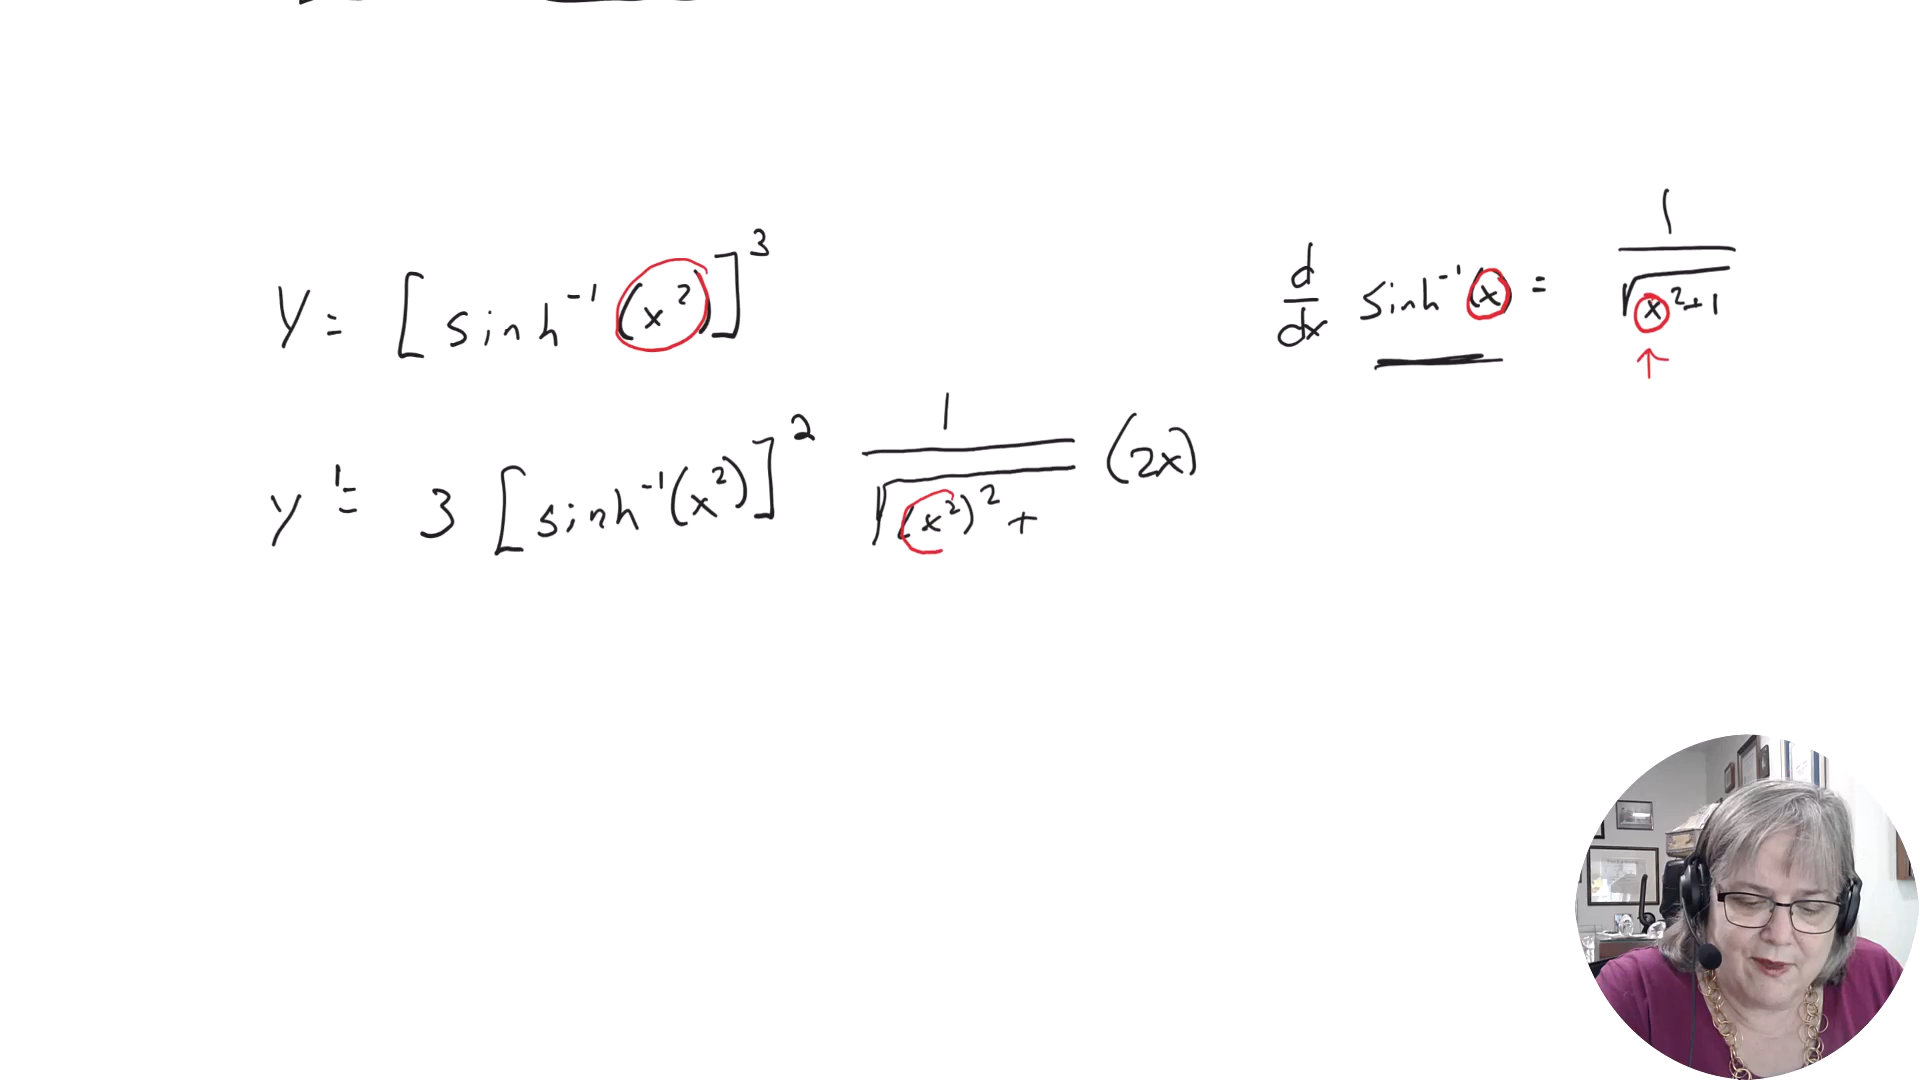 y = [sinh⁻¹(x²)]³
d/dx sinh⁻¹(x) = 1/√(x²+1)
y' = 3 [sinh⁻¹(x²)]² 1/√((x²)² + (2x)